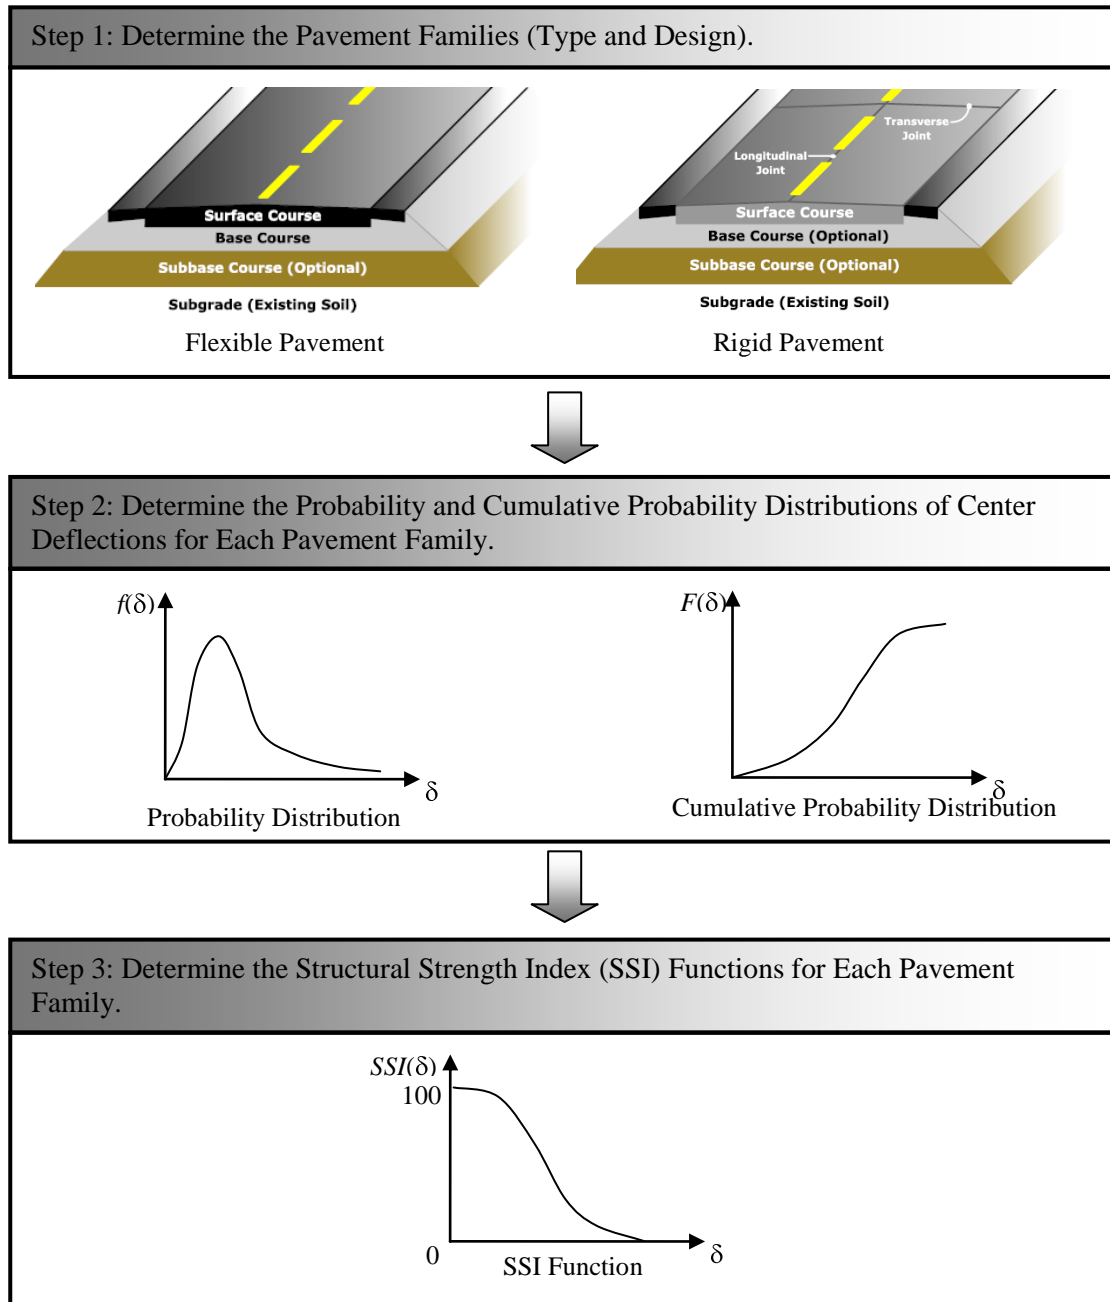 Step 1: Determine the Pavement Families (Type and Design).
Transverse
Joint
Longitudinal
Joint
Surface Course
Base Course
Subbase Course (Optional)
Subgrade (Existing Soil)
Flexible Pavement
Surface Course
Base Course (Optional)
Subbase Course (Optional)
Subgrade (Existing Soil)
Rigid Pavement
Step 2: Determine the Probability and Cumulative Probability Distributions of Center
Deflections for Each Pavement Family.
f(δ)
δ
Probability Distribution
F(δ)
δ
Cumulative Probability Distribution
Step 3: Determine the Structural Strength Index (SSI) Functions for Each Pavement
Family.
SSI(δ)
100
0
δ
SSI Function